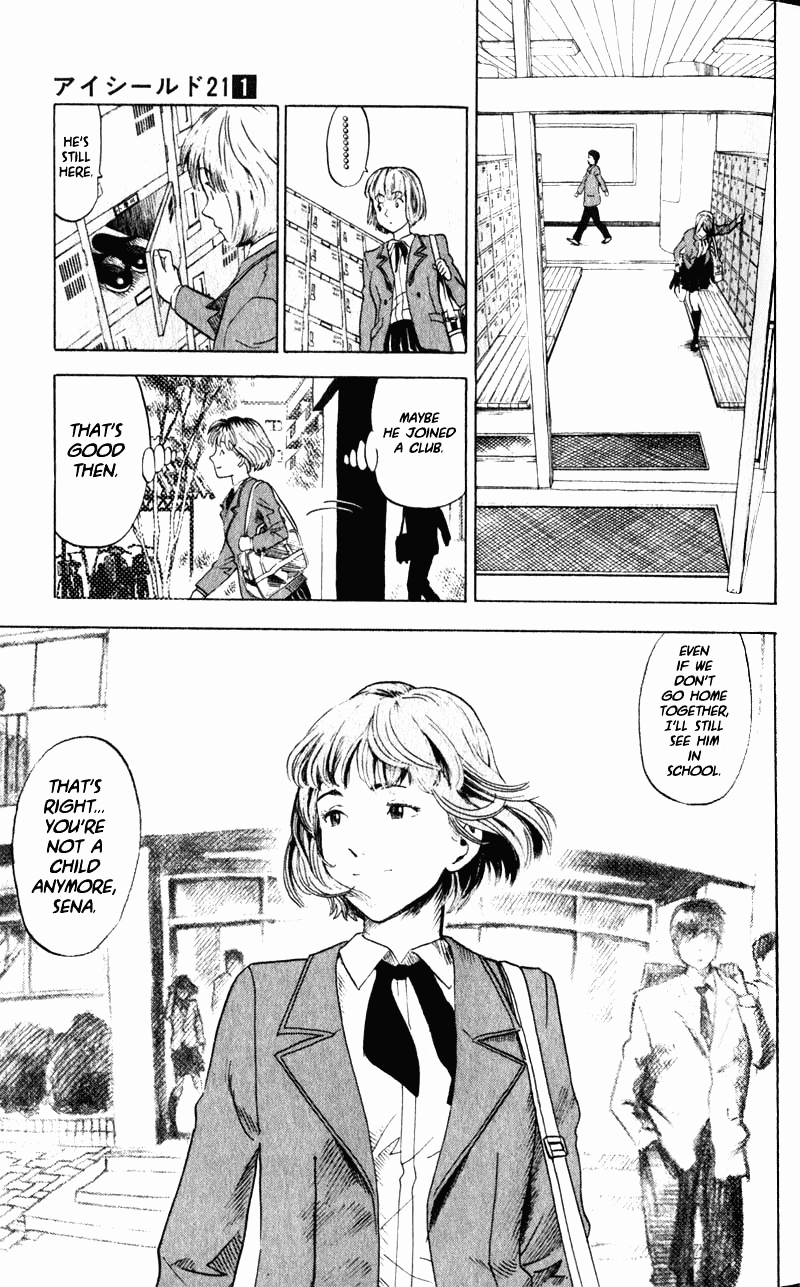 アイシールド21 1
.........
HE'S
STILL
HERE.
MAYBE
HE JOINED
A CLUB.
THAT'S
GOOD
THEN.
EVEN
IF WE
DON'T
GO HOME
TOGETHER,
I'LL STILL
SEE HIM
IN
SCHOOL.
THAT'S
RIGHT...
YOU'RE
NOT
A
CHILD
ANYMORE,
SENA.